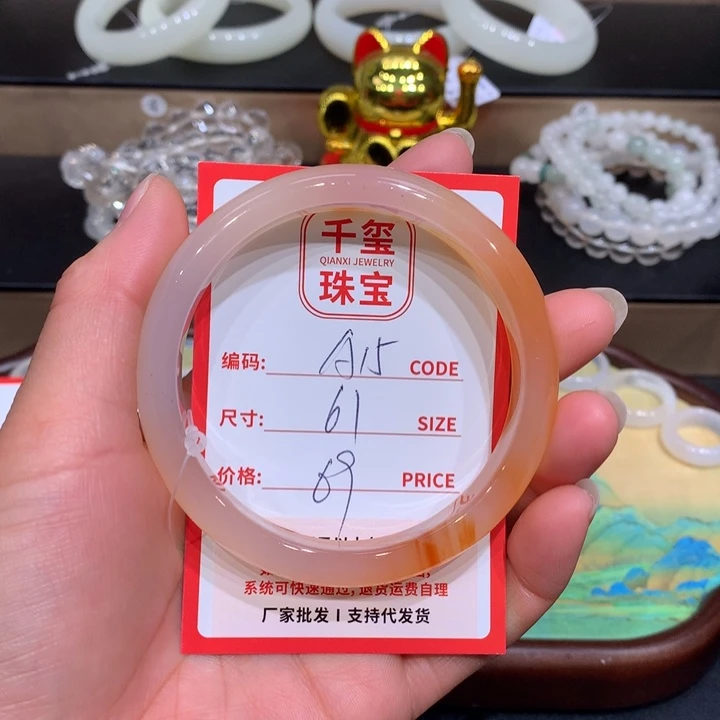 千玺
QIANXI JEWELRY
珠宝
编码: A15 CODE
尺寸: 61 SIZE
价格: 69 PRICE
系统可快速通过, 退货运费自理
厂家批发 I 支持代发货